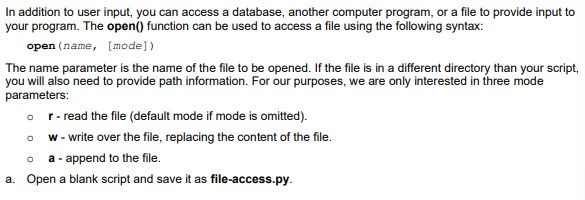 In addition to user input, you can access a database, another computer program, or a file to provide input to
your program. The open() function can be used to access a file using the following syntax:
open(name, [mode])
The name parameter is the name of the file to be opened. If the file is in a different directory than your script,
you will also need to provide path information. For our purposes, we are only interested in three mode
parameters:
o r - read the file (default mode if mode is omitted).
o w - write over the file, replacing the content of the file.
o a - append to the file.
a. Open a blank script and save it as file-access.py.